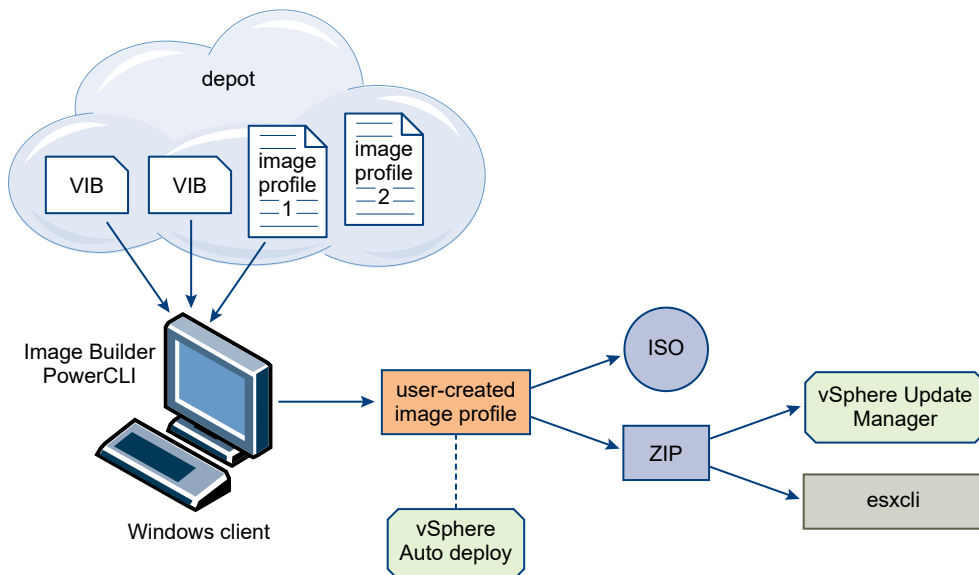 depot
VIB
VIB
image
profile
1
image
profile
2
Image Builder
PowerCLI
Windows client
user-created
image profile
vSphere
Auto deploy
ISO
ZIP
vSphere Update
Manager
esxcli